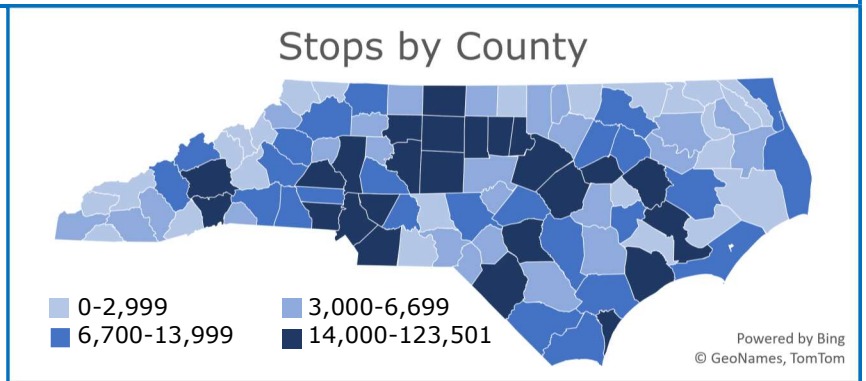 Stops by County
0-2,999 3,000-6,699
6,700-13,999 14,000-123,501
Powered by Bing
© GeoNames, TomTom